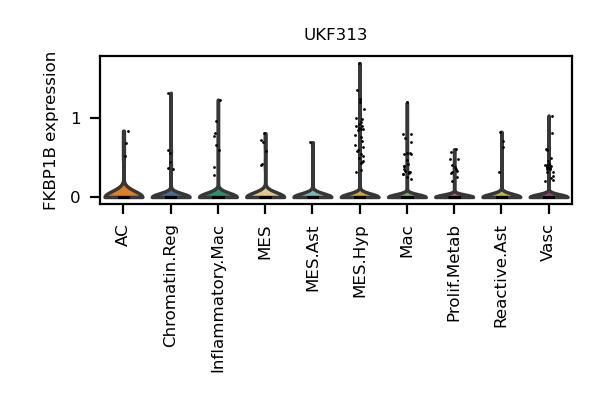 UKF313
FKBP1B expression
1
0
AC
Chromatin.Reg
Inflammatory.Mac
MES
MES.Ast
MES.Hyp
Mac
Prolif.Metab
Reactive.Ast
Vasc